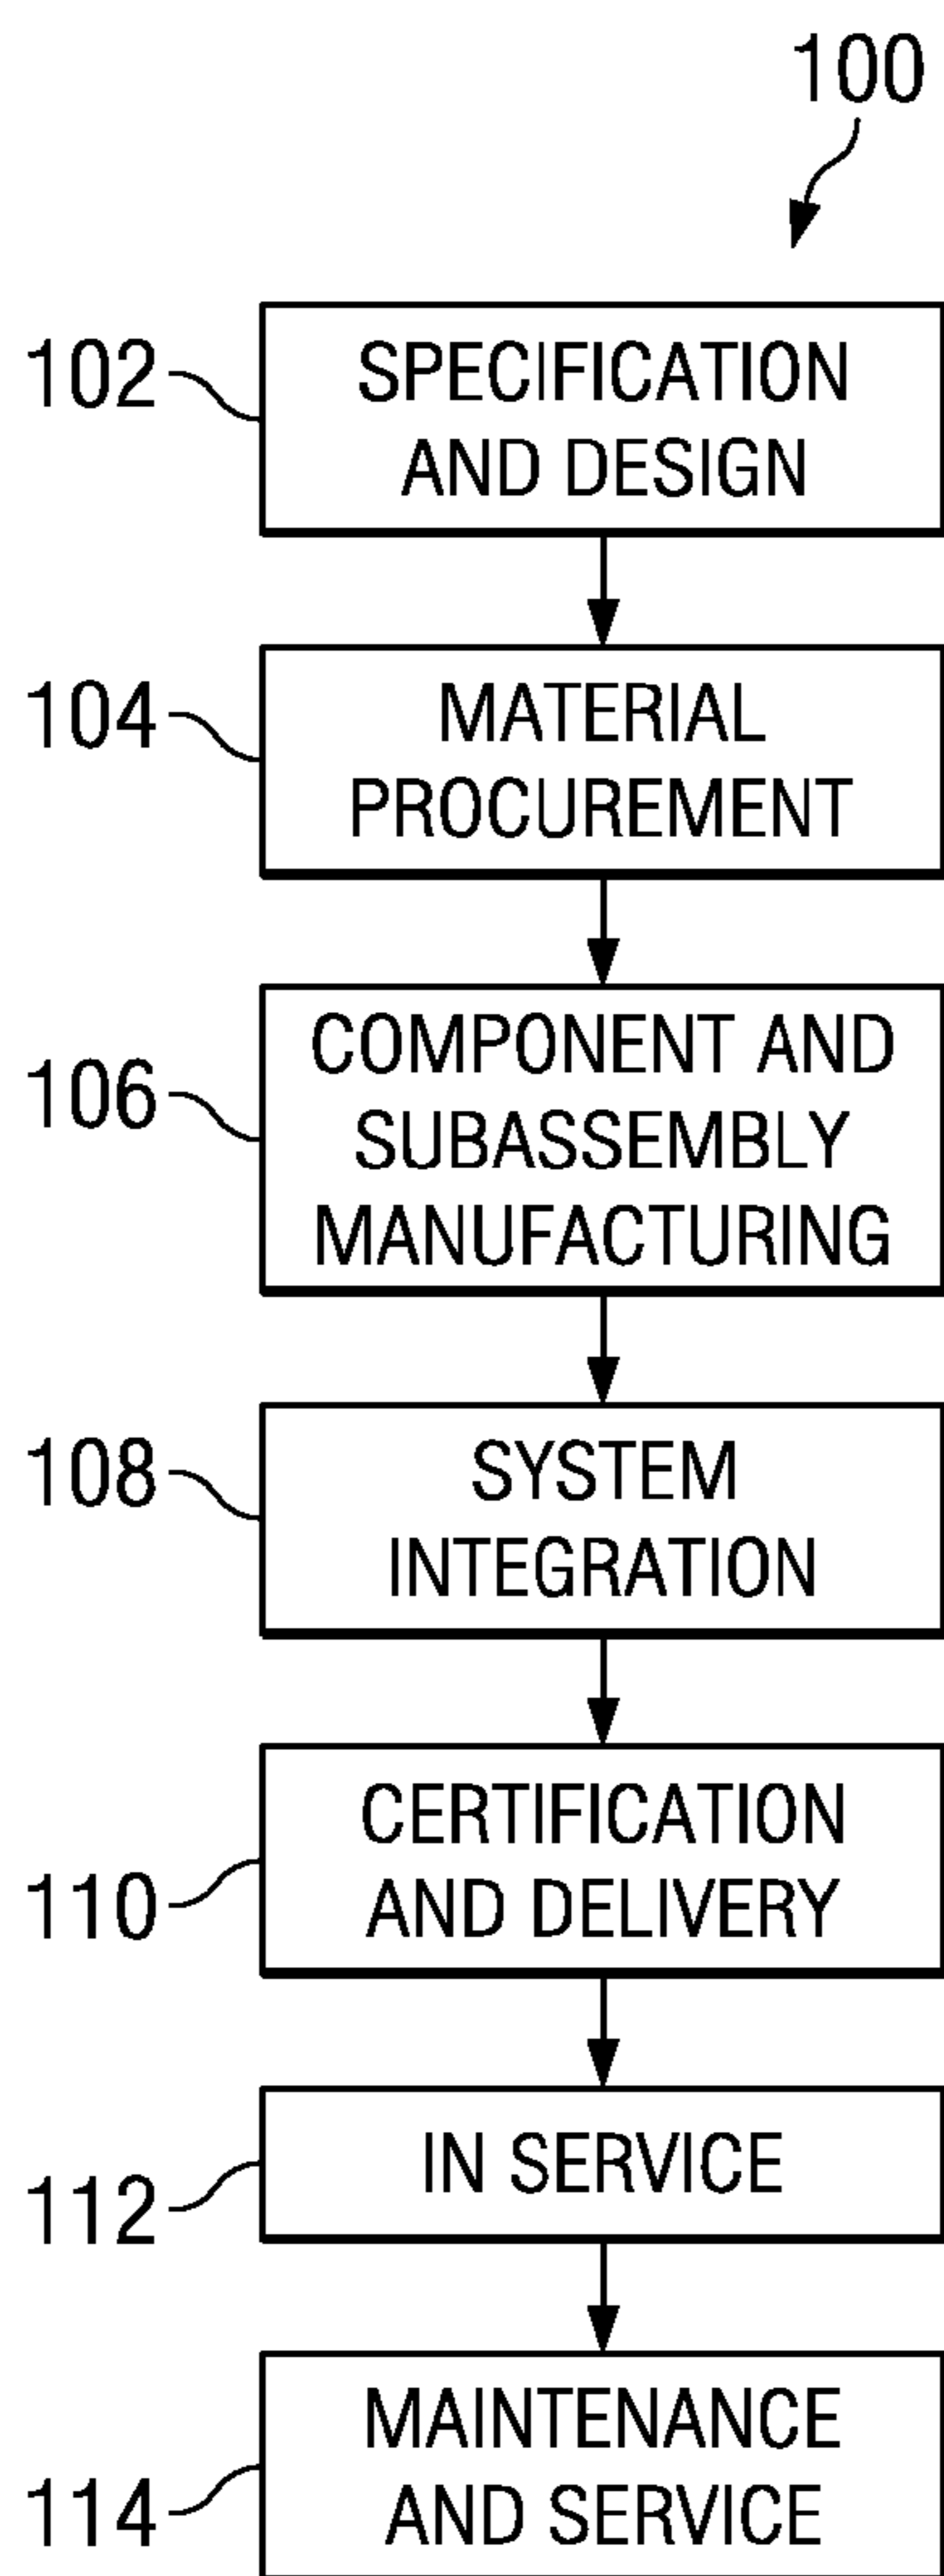 100
102
SPECIFICATION
AND DESIGN
104
MATERIAL
PROCUREMENT
106
COMPONENT AND
SUBASSEMBLY
MANUFACTURING
108
SYSTEM
INTEGRATION
110
CERTIFICATION
AND DELIVERY
112
IN SERVICE
114
MAINTENANCE
AND SERVICE